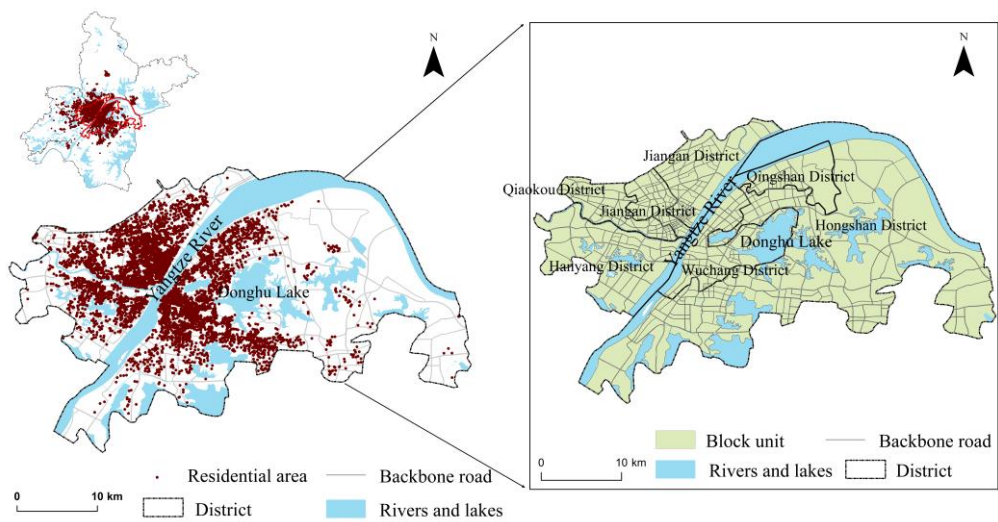 N
Yangtze River
Donghu Lake
Residential area
Backbone road
0
10 km
District
Rivers and lakes
N
Jiangan District
Qingshan District
Qiaokou District
Jiangan District
Yangtze River
Hongshan District
Donghu Lake
Hanyang District
Wuchang District
Block unit
Backbone road
0
10 km
Rivers and lakes
District